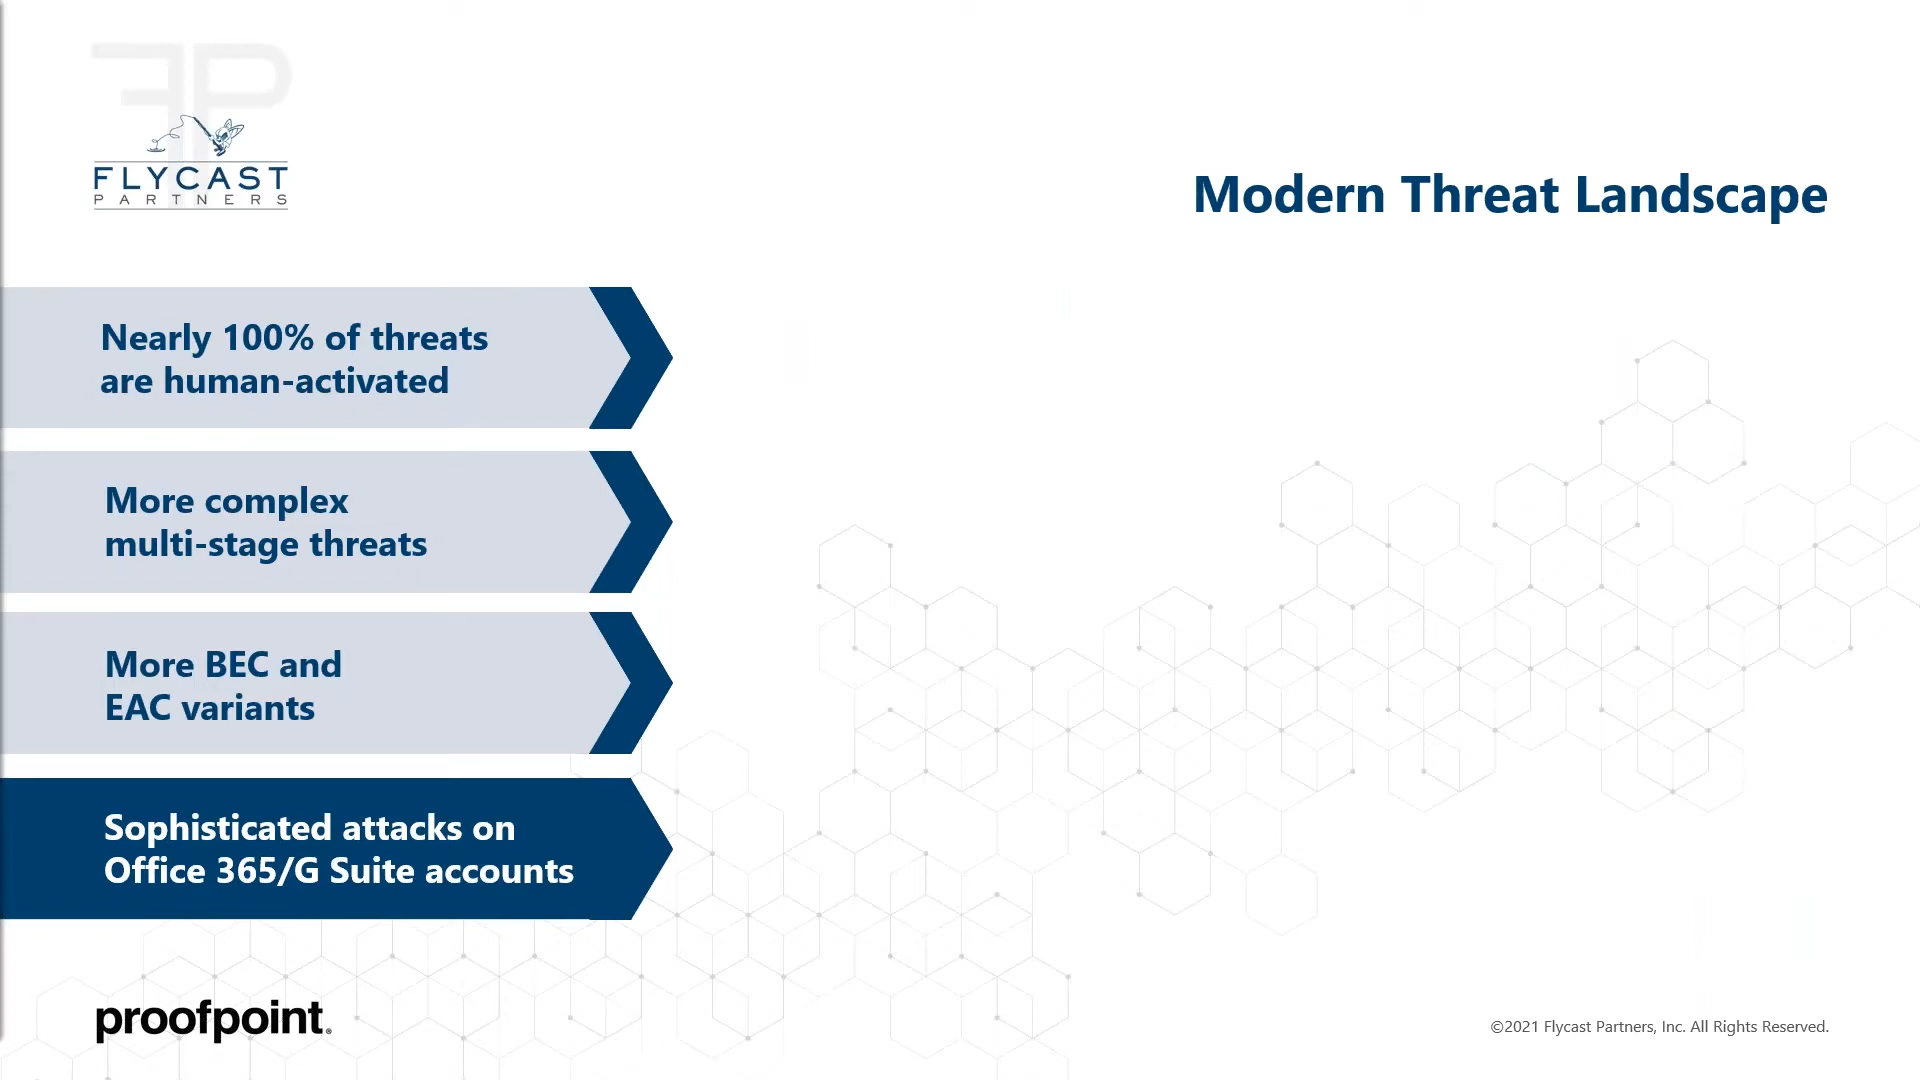 FLYCAST
PARTNERS
Modern Threat Landscape
Nearly 100% of threats
are human-activated
More complex
multi-stage threats
More BEC and
EAC variants
Sophisticated attacks on
Office 365/G Suite accounts
proofpoint®
©2021 Flycast Partners, Inc. All Rights Reserved.